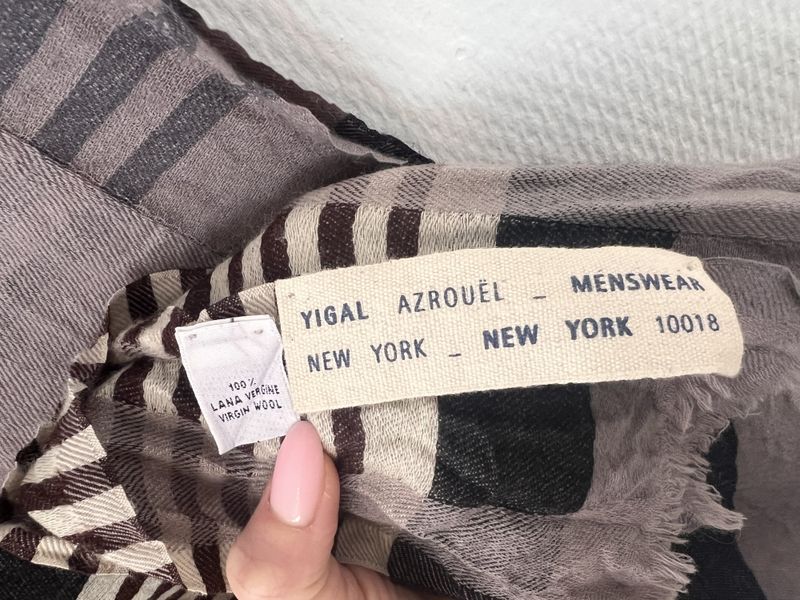 YIGAL AZROUËL _ MENSWEAR
NEW YORK _ NEW YORK 10018
100%
LANA VERGINE
VIRGIN WOOL